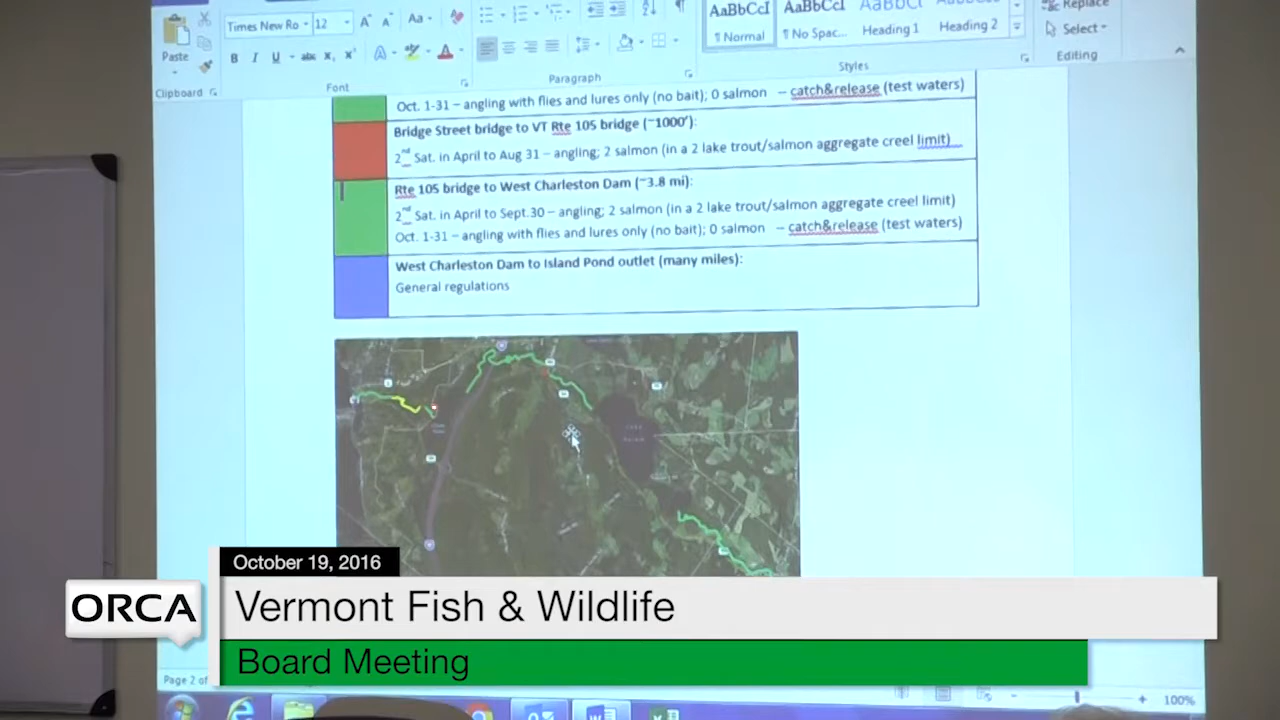 Times New Ro
12
Aa
AaBbCcI
AaBbCcI
AaBbCcI
¶ Normal
¶ No Spac...
Heading 1
Heading 2
Replace
Select
Editing
Paste
B I U abc x, x
Clipboard
Font
Paragraph
Styles
Oct. 1-31 – angling with flies and lures only (no bait); 0 salmon – catch&release (test waters)
Bridge Street bridge to VT Rte 105 bridge (~1000'):
2nd Sat. in April to Aug 31 – angling; 2 salmon (in a 2 lake trout/salmon aggregate creel limit)
Rte 105 bridge to West Charleston Dam (~3.8 mi):
2nd Sat. in April to Sept.30 – angling; 2 salmon (in a 2 lake trout/salmon aggregate creel limit)
Oct. 1-31 – angling with flies and lures only (no bait); 0 salmon – catch&release (test waters)
West Charleston Dam to Island Pond outlet (many miles):
General regulations
October 19, 2016
ORCA
Vermont Fish & Wildlife
Board Meeting
Page 2 of
100%